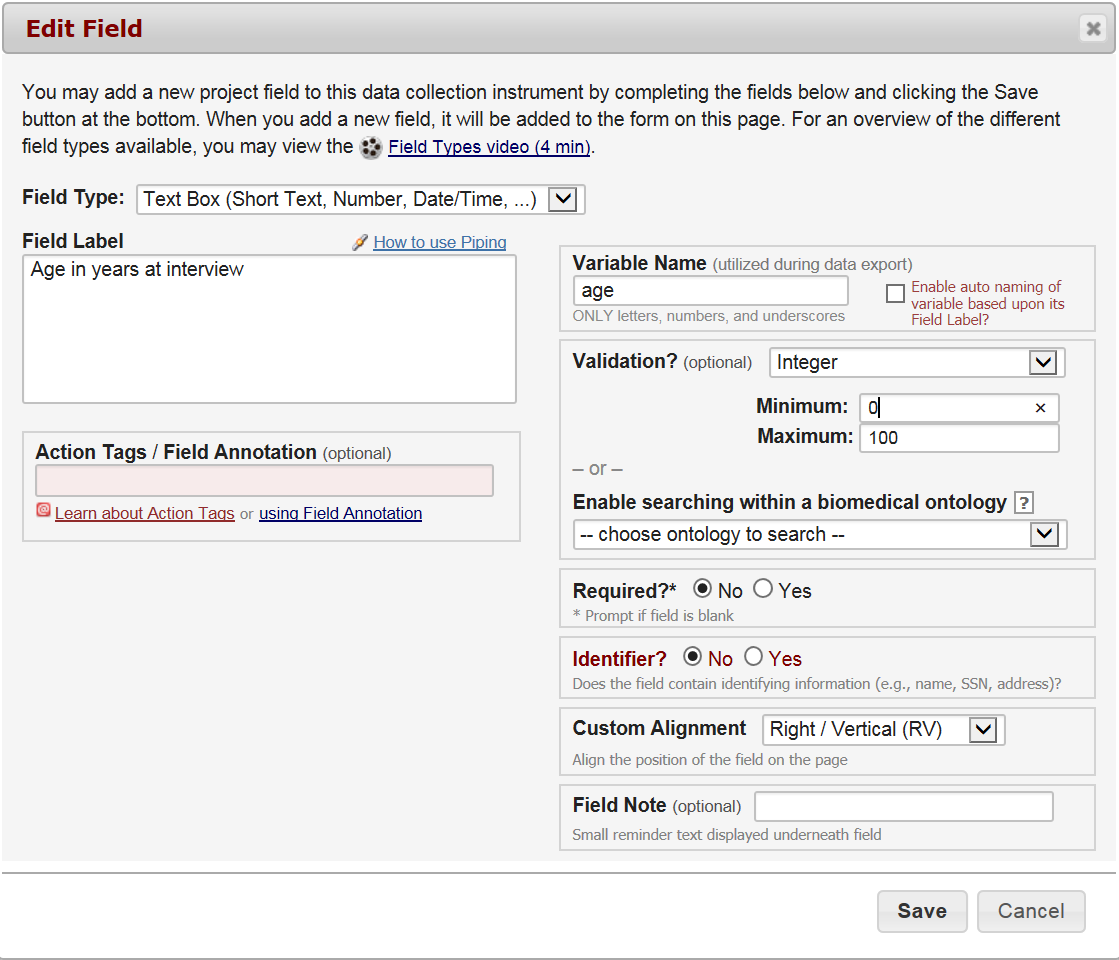 Edit Field
You may add a new project field to this data collection instrument by completing the fields below and clicking the Save
button at the bottom. When you add a new field, it will be added to the form on this page. For an overview of the different
field types available, you may view the Field Types video (4 min).
Field Type: Text Box (Short Text, Number, Date/Time, ...)
Field Label How to use Piping
Age in years at interview
Action Tags / Field Annotation (optional)
Learn about Action Tags or using Field Annotation
Variable Name (utilized during data export)
age
ONLY letters, numbers, and underscores
Enable auto naming of
variable based upon its
Field Label?
Validation? (optional) Integer
Minimum: 0
Maximum: 100
– or –
Enable searching within a biomedical ontology ?
-- choose ontology to search --
Required?* No Yes
* Prompt if field is blank
Identifier? No Yes
Does the field contain identifying information (e.g., name, SSN, address)?
Custom Alignment Right / Vertical (RV)
Align the position of the field on the page
Field Note (optional)
Small reminder text displayed underneath field
Save Cancel